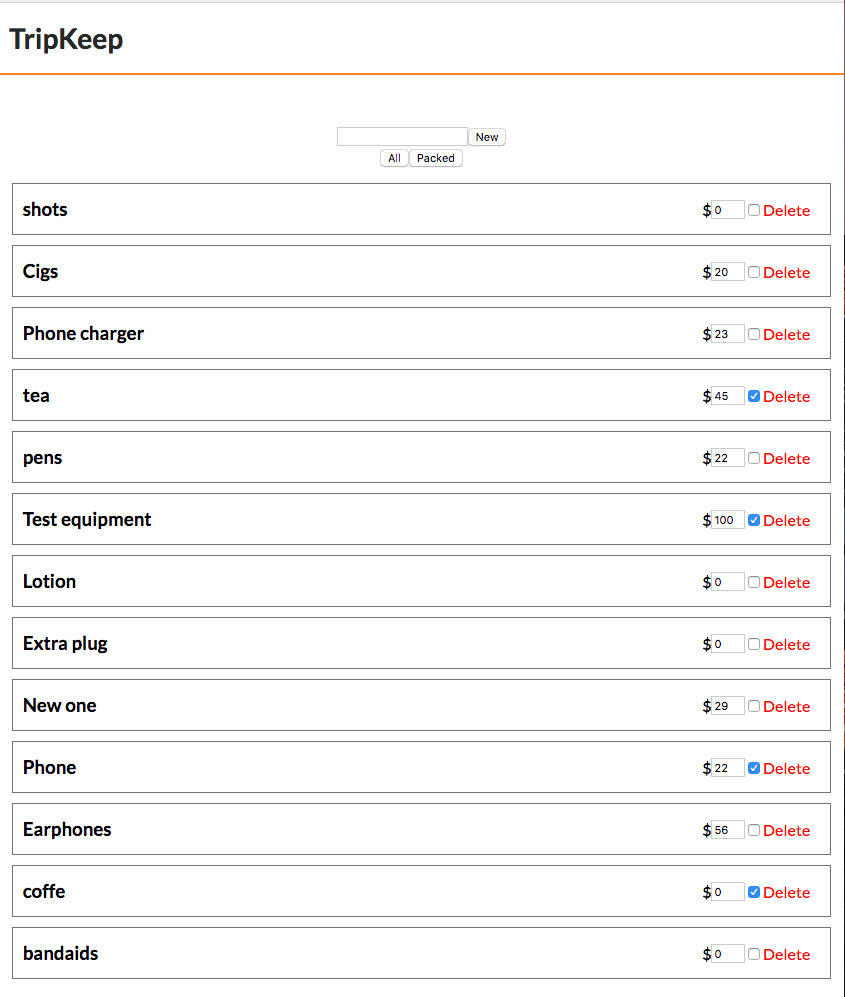 TripKeep
New
All Packed
shots $ 0 Delete
Cigs $ 20 Delete
Phone charger $ 23 Delete
tea $ 45 Delete
pens $ 22 Delete
Test equipment $ 100 Delete
Lotion $ 0 Delete
Extra plug $ 0 Delete
New one $ 29 Delete
Phone $ 22 Delete
Earphones $ 56 Delete
coffe $ 0 Delete
bandaids $ 0 Delete